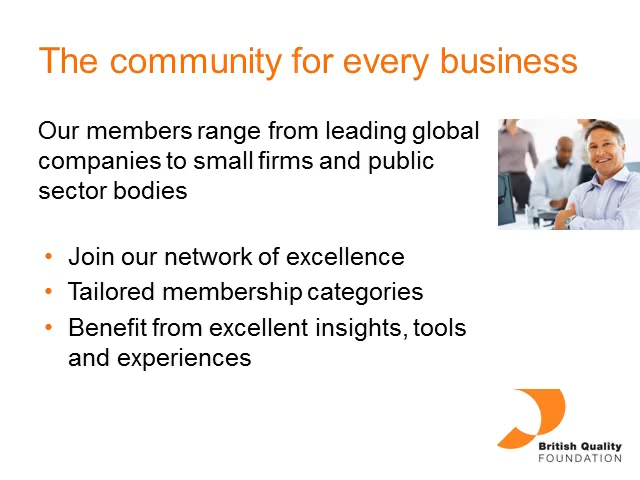 The community for every business
Our members range from leading global
companies to small firms and public
sector bodies
• Join our network of excellence
• Tailored membership categories
• Benefit from excellent insights, tools
and experiences
British Quality
FOUNDATION